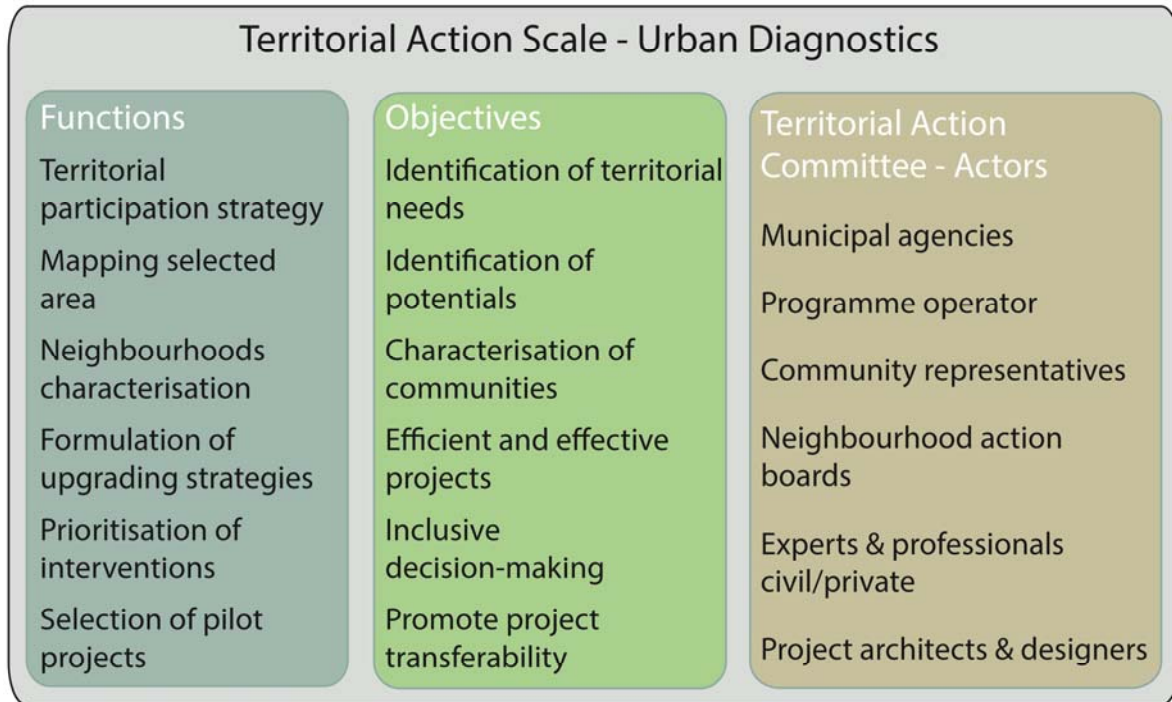 Territorial Action Scale - Urban Diagnostics
Functions
Territorial
participation strategy
Mapping selected
area
Neighbourhoods
characterisation
Formulation of
upgrading strategies
Prioritisation of
interventions
Selection of pilot
projects
Objectives
Identification of territorial
needs
Identification of
potentials
Characterisation of
communities
Efficient and effective
projects
Inclusive
decision-making
Promote project
transferability
Territorial Action
Committee - Actors
Municipal agencies
Programme operator
Community representatives
Neighbourhood action
boards
Experts & professionals
civil/private
Project architects & designers